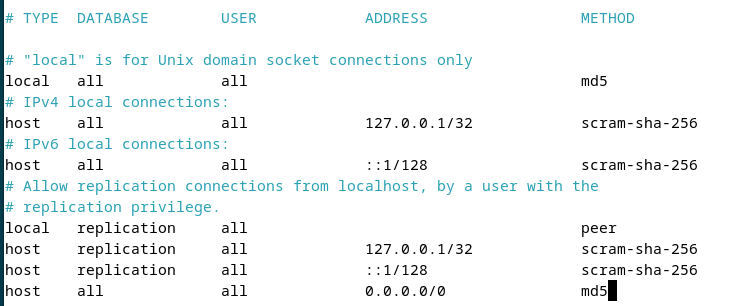 # TYPE  DATABASE        USER            ADDRESS                 METHOD
# "local" is for Unix domain socket connections only
local   all             all                                     md5
# IPv4 local connections:
host    all             all             127.0.0.1/32            scram-sha-256
# IPv6 local connections:
host    all             all             ::1/128                 scram-sha-256
# Allow replication connections from localhost, by a user with the
# replication privilege.
local   replication     all                                     peer
host    replication     all             127.0.0.1/32            scram-sha-256
host    replication     all             ::1/128                 scram-sha-256
host    all             all             0.0.0.0/0               md5